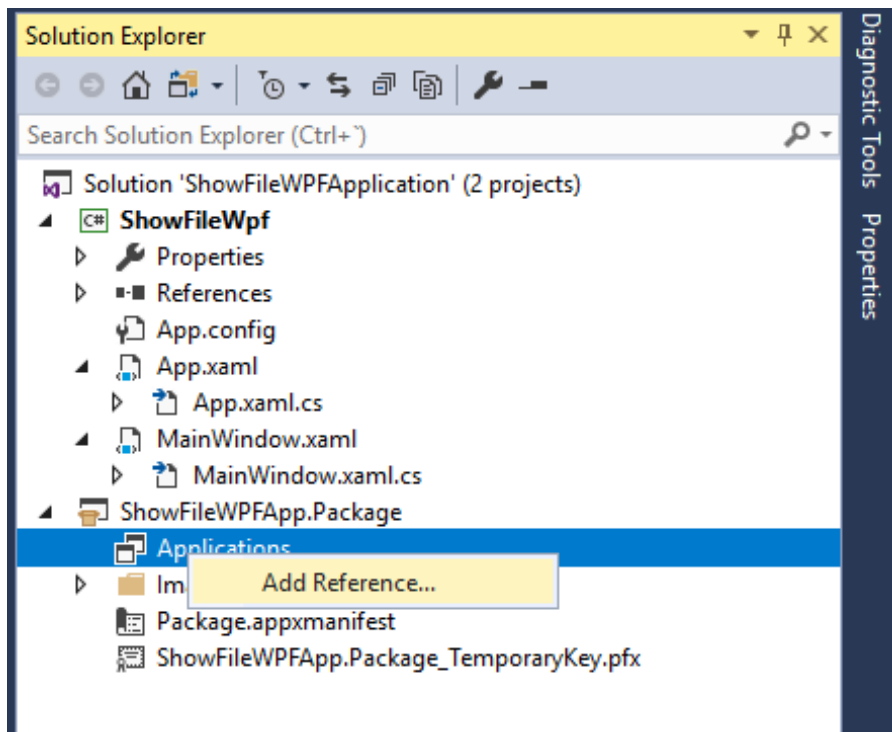 Solution Explorer
Search Solution Explorer (Ctrl+`)
Solution 'ShowFileWPFApplication' (2 projects)
C# ShowFileWpf
Properties
References
App.config
App.xaml
App.xaml.cs
MainWindow.xaml
MainWindow.xaml.cs
ShowFileWPFApp.Package
Applications
Im
Add Reference...
Package.appxmanifest
ShowFileWPFApp.Package_TemporaryKey.pfx
Diagnostic Tools
Properties